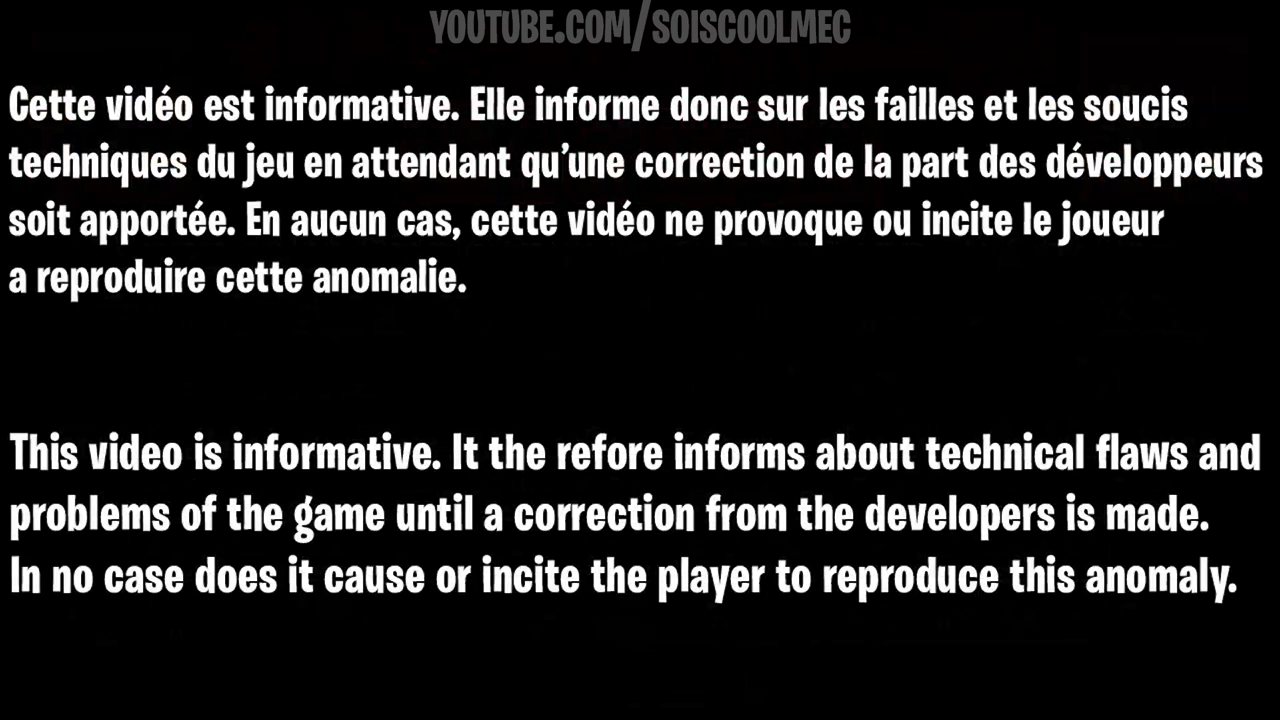 YOUTUBE.COM/SOISCOOLMEC
Cette vidéo est informative. Elle informe donc sur les failles et les soucis
techniques du jeu en attendant qu'une correction de la part des développeurs
soit apportée. En aucun cas, cette vidéo ne provoque ou incite le joueur
a reproduire cette anomalie.
This video is informative. It the refore informs about technical flaws and
problems of the game until a correction from the developers is made.
In no case does it cause or incite the player to reproduce this anomaly.